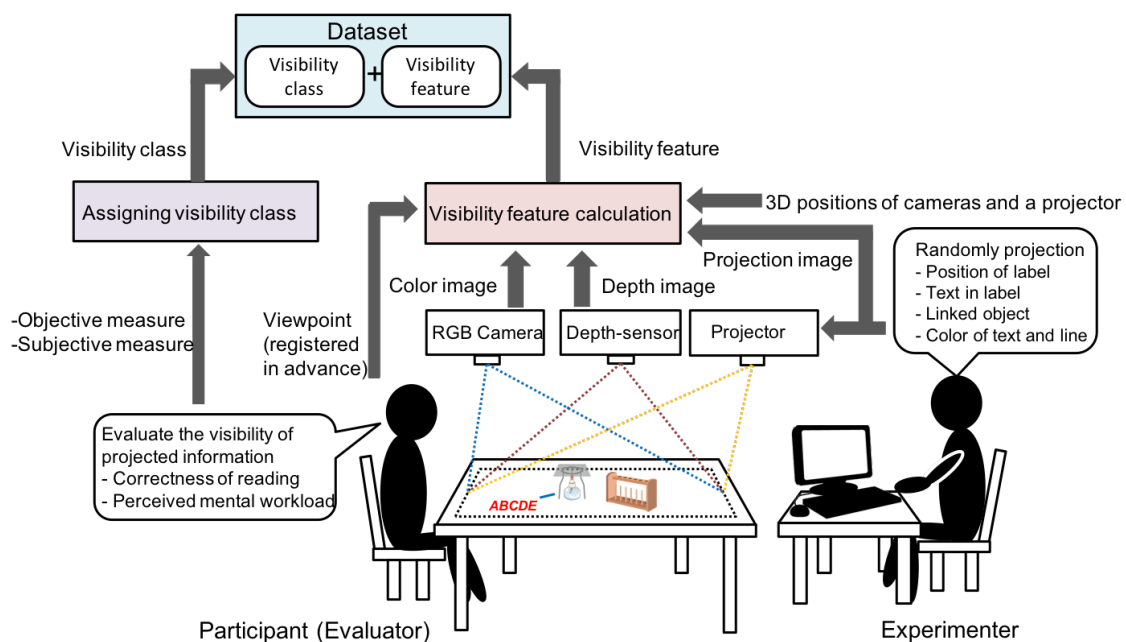 Dataset
Visibility
class
+
Visibility
feature
Visibility class
Visibility feature
Assigning visibility class
Visibility feature calculation
3D positions of cameras and a projector
Projection image
Randomly projection
- Position of label
- Text in label
- Linked object
- Color of text and line
Color image
Depth image
-Objective measure
-Subjective measure
Viewpoint
(registered
in advance)
RGB Camera
Depth-sensor
Projector
Evaluate the visibility of
projected information
- Correctness of reading
- Perceived mental workload
ABCDE
Participant (Evaluator)
Experimenter